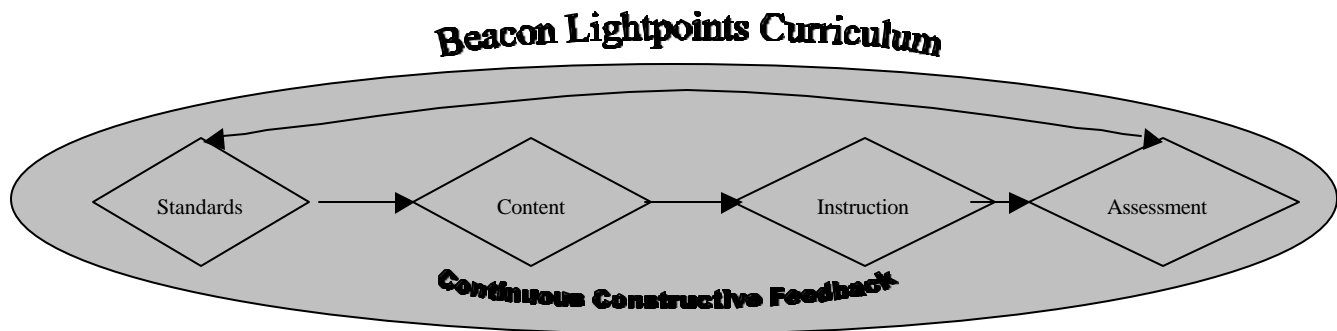 Beacon Lightpoints Curriculum
Standards Content Instruction Assessment
Continuous Constructive Feedback